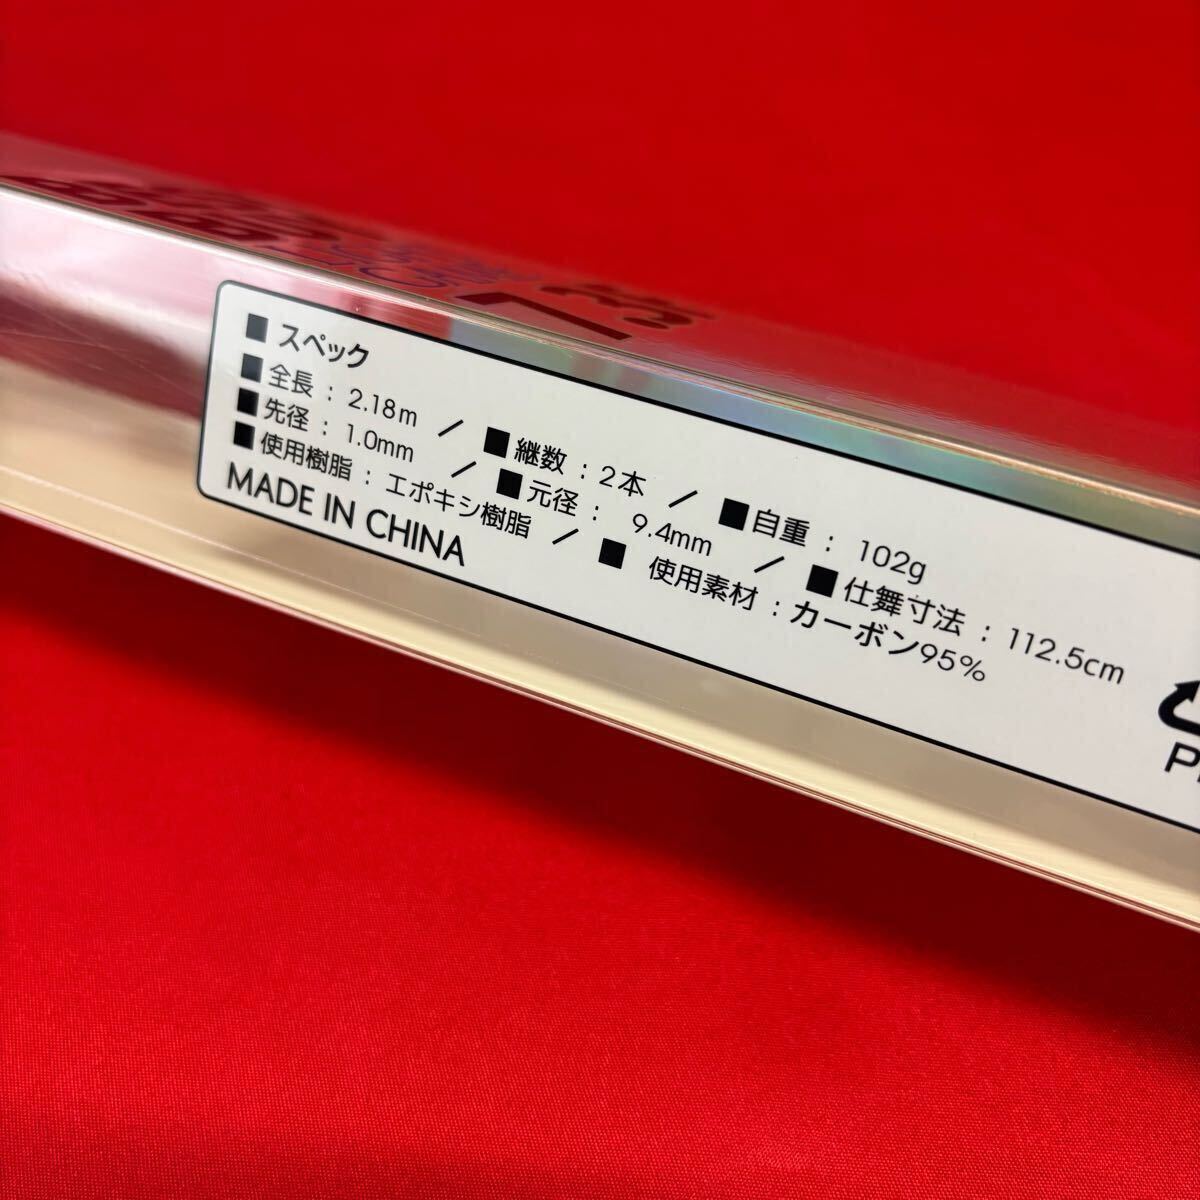 ■ スペック
■ 全長 : 2.18m / ■ 継数 : 2本 / ■ 自重 : 102g
■ 先径 : 1.0mm / ■ 元径 : 9.4mm / ■ 仕舞寸法 : 112.5cm
■ 使用樹脂 : エポキシ樹脂 / ■ 使用素材 : カーボン95%
MADE IN CHINA